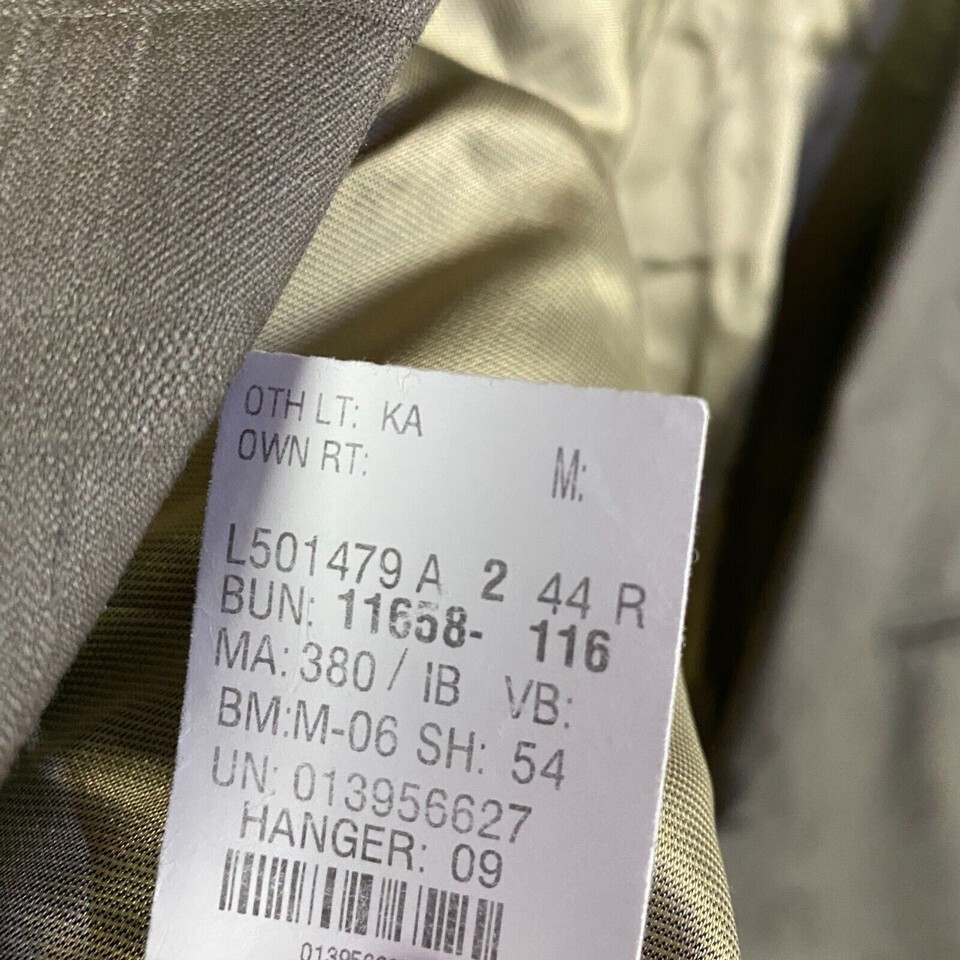 OTH LT: KA
OWN RT: M:
L501479 A 2 44 R
BUN: 11658- 116
MA: 380 / IB VB:
BM:M-06 SH: 54
UN: 013956627
HANGER: 09